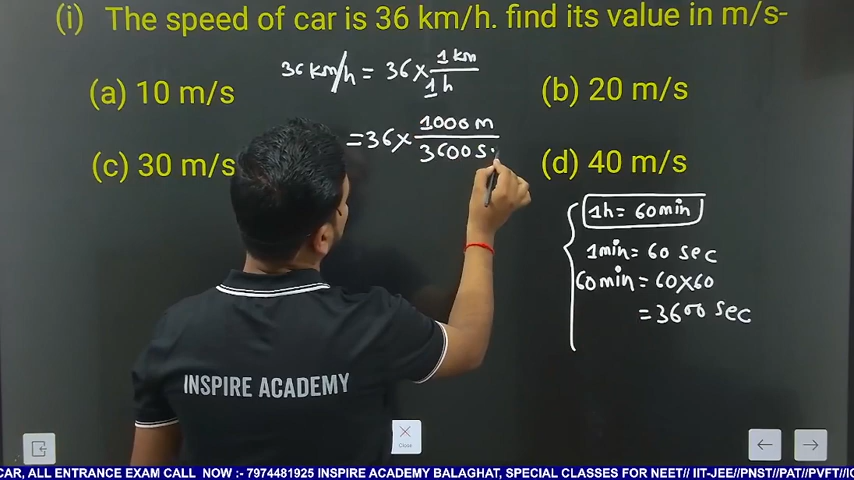 (i) The speed of car is 36 km/h. find its value in m/s-
(a) 10 m/s
(b) 20 m/s
(c) 30 m/s
(d) 40 m/s
36 km/h = 36 × 1 km / 1 h
= 36 × 1000 m / 3600 s
1h = 60 min
1 min = 60 sec
60 min = 60×60
= 3600 sec
INSPIRE ACADEMY
Close
CAR, ALL ENTRANCE EXAM CALL NOW :- 7974481925 INSPIRE ACADEMY BALAGHAT, SPECIAL CLASSES FOR NEET// IIT-JEE//PNST//PAT//PVFT//IC